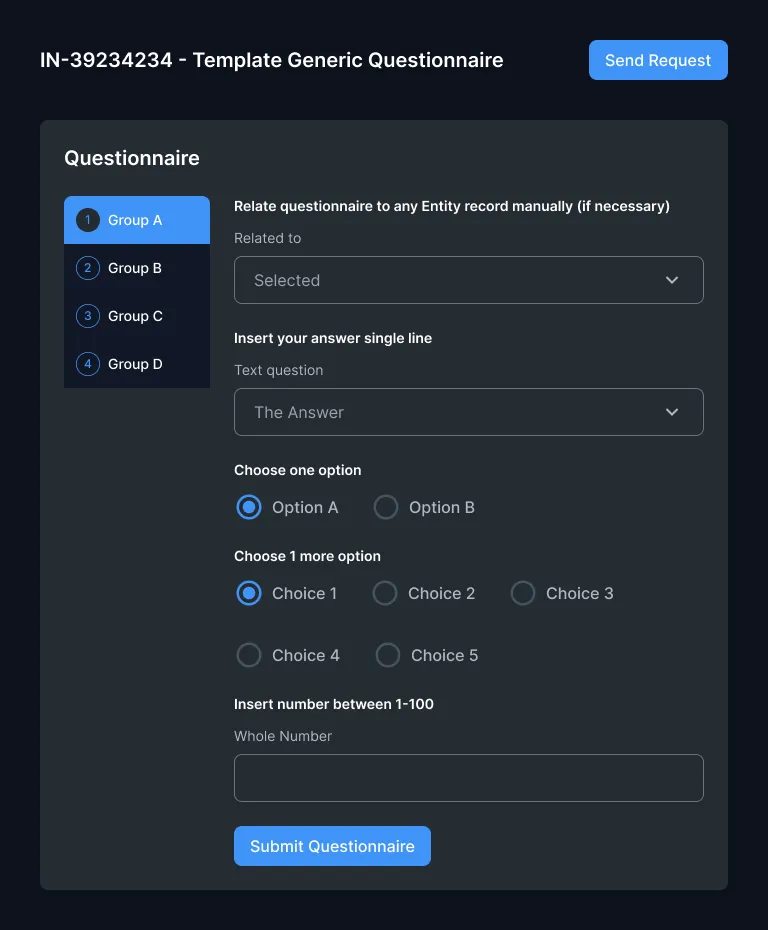 IN-39234234 - Template Generic Questionnaire
Send Request
Questionnaire
1 Group A
2 Group B
3 Group C
4 Group D
Relate questionnaire to any Entity record manually (if necessary)
Related to
Selected
Insert your answer single line
Text question
The Answer
Choose one option
Option A Option B
Choose 1 more option
Choice 1 Choice 2 Choice 3
Choice 4 Choice 5
Insert number between 1-100
Whole Number
Submit Questionnaire